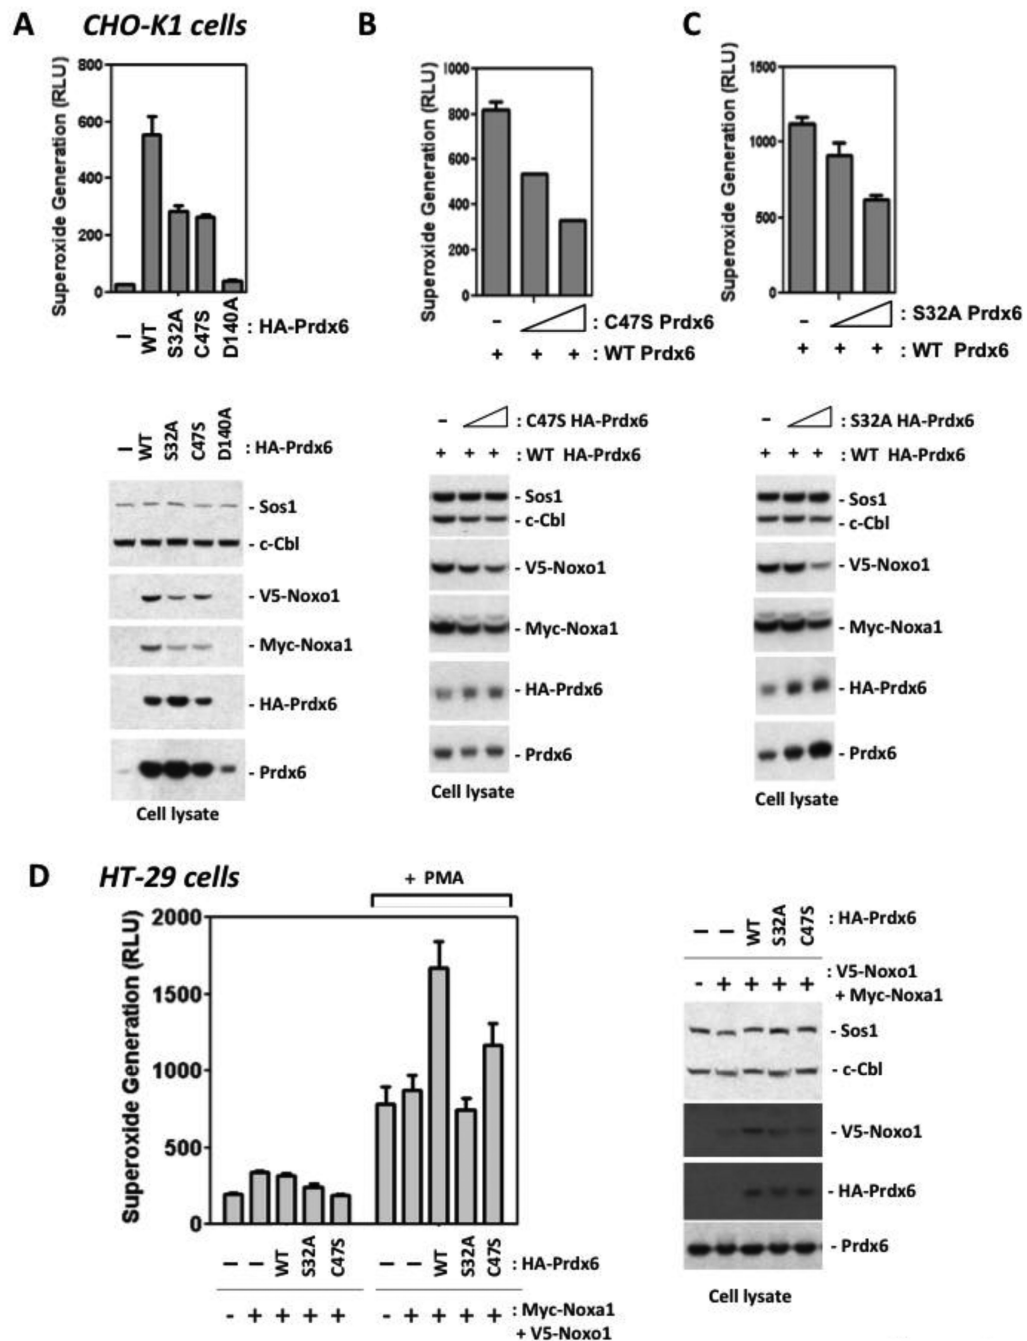 A CHO-K1 cells
B
C
Superoxide Generation (RLU)
800
600
400
200
0
– WT S32A C47S D140A : HA-Prdx6
Superoxide Generation (RLU)
1000
800
600
400
200
0
– : C47S Prdx6
+ + + : WT Prdx6
Superoxide Generation (RLU)
1500
1000
500
0
– : S32A Prdx6
+ + + : WT Prdx6
– WT S32A C47S D140A : HA-Prdx6
- Sos1
- c-Cbl
- V5-Noxo1
- Myc-Noxa1
- HA-Prdx6
- Prdx6
Cell lysate
– : C47S HA-Prdx6
+ + + : WT HA-Prdx6
- Sos1
- c-Cbl
- V5-Noxo1
- Myc-Noxa1
- HA-Prdx6
- Prdx6
Cell lysate
– : S32A HA-Prdx6
+ + + : WT HA-Prdx6
- Sos1
- c-Cbl
- V5-Noxo1
- Myc-Noxa1
- HA-Prdx6
- Prdx6
Cell lysate
D HT-29 cells
+ PMA
Superoxide Generation (RLU)
2000
1500
1000
500
0
– – WT S32A C47S – – WT S32A C47S : HA-Prdx6
- + + + + - + + + + : Myc-Noxa1
+ V5-Noxo1
– – WT S32A C47S : HA-Prdx6
- + + + + : V5-Noxo1
+ Myc-Noxa1
- Sos1
- c-Cbl
- V5-Noxo1
- HA-Prdx6
- Prdx6
Cell lysate